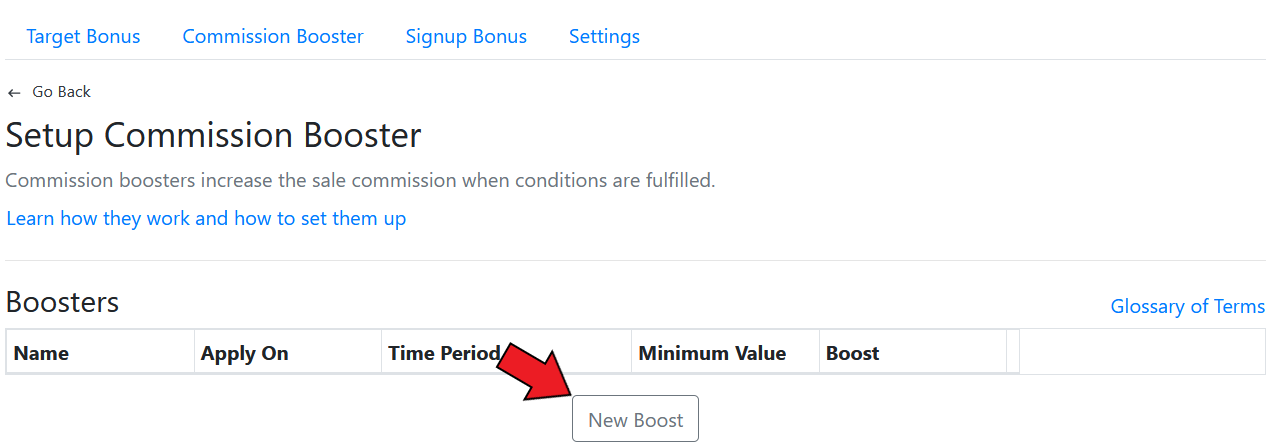 Target Bonus Commission Booster Signup Bonus Settings
← Go Back
Setup Commission Booster
Commission boosters increase the sale commission when conditions are fulfilled.
Learn how they work and how to set them up
Boosters Glossary of Terms
Name Apply On Time Period Minimum Value Boost
New Boost